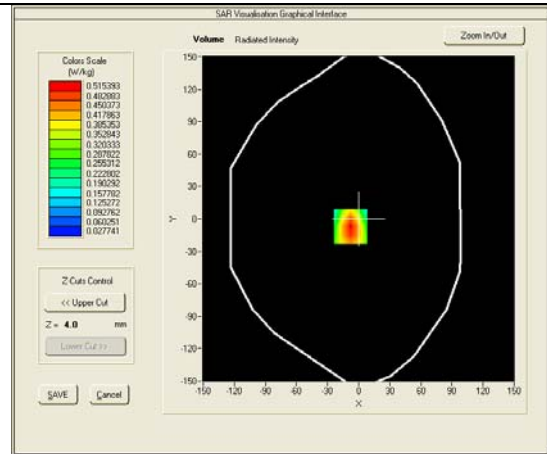 SAR Visualisation Graphical Interface
Volume Radiated Intensity
Zoom In/Out
Colors Scale
(W/kg)
0.515393
0.482883
0.450373
0.417863
0.385353
0.352843
0.320333
0.287822
0.255312
0.222802
0.190292
0.157782
0.125272
0.092762
0.060251
0.027741
Z Cuts Control
<< Upper Cut
Z = 4.0 mm
Lower Cut >>
SAVE Cancel
150
120
90
60
30
0
-30
-60
-90
-120
-150
Y
-150 -120 -90 -60 -30 0 30 60 90 120 150
X